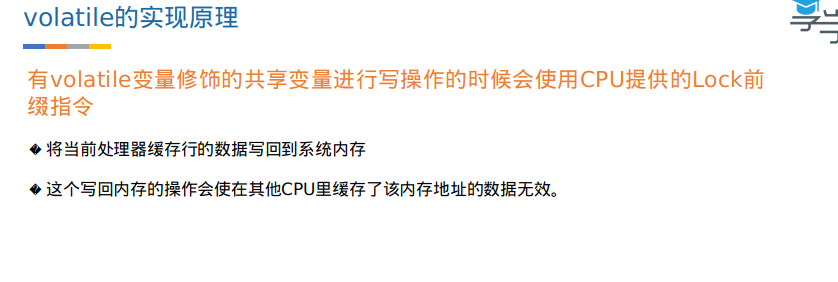 volatile的实现原理
有volatile变量修饰的共享变量进行写操作的时候会使用CPU提供的Lock前
缀指令
� 将当前处理器缓存行的数据写回到系统内存
� 这个写回内存的操作会使在其他CPU里缓存了该内存地址的数据无效。